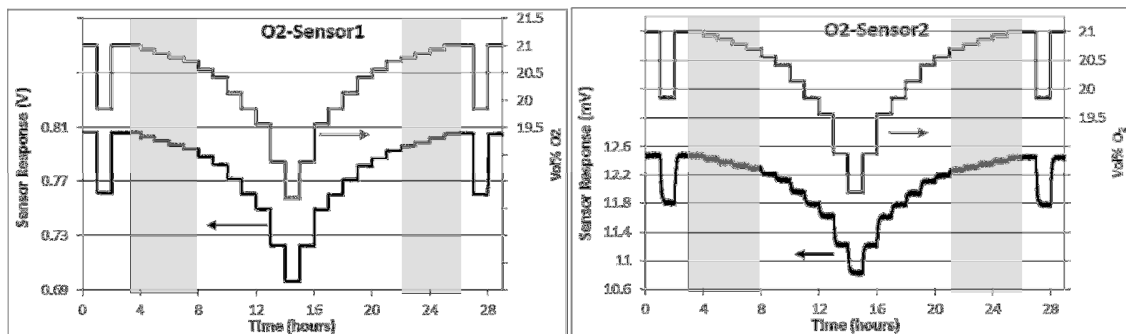 O2-Sensor1
Sensor Response (V)
0.81
0.77
0.73
0.69
21.5
21
20.5
20
19.5
Vol% O2
0 4 8 12 16 20 24 28
Time (hours)
O2-Sensor2
Sensor Response (mV)
12.6
12.2
11.8
11.4
11
10.6
21
20.5
20
19.5
Vol% O₂
0 4 8 12 16 20 24 28
Time (hours)